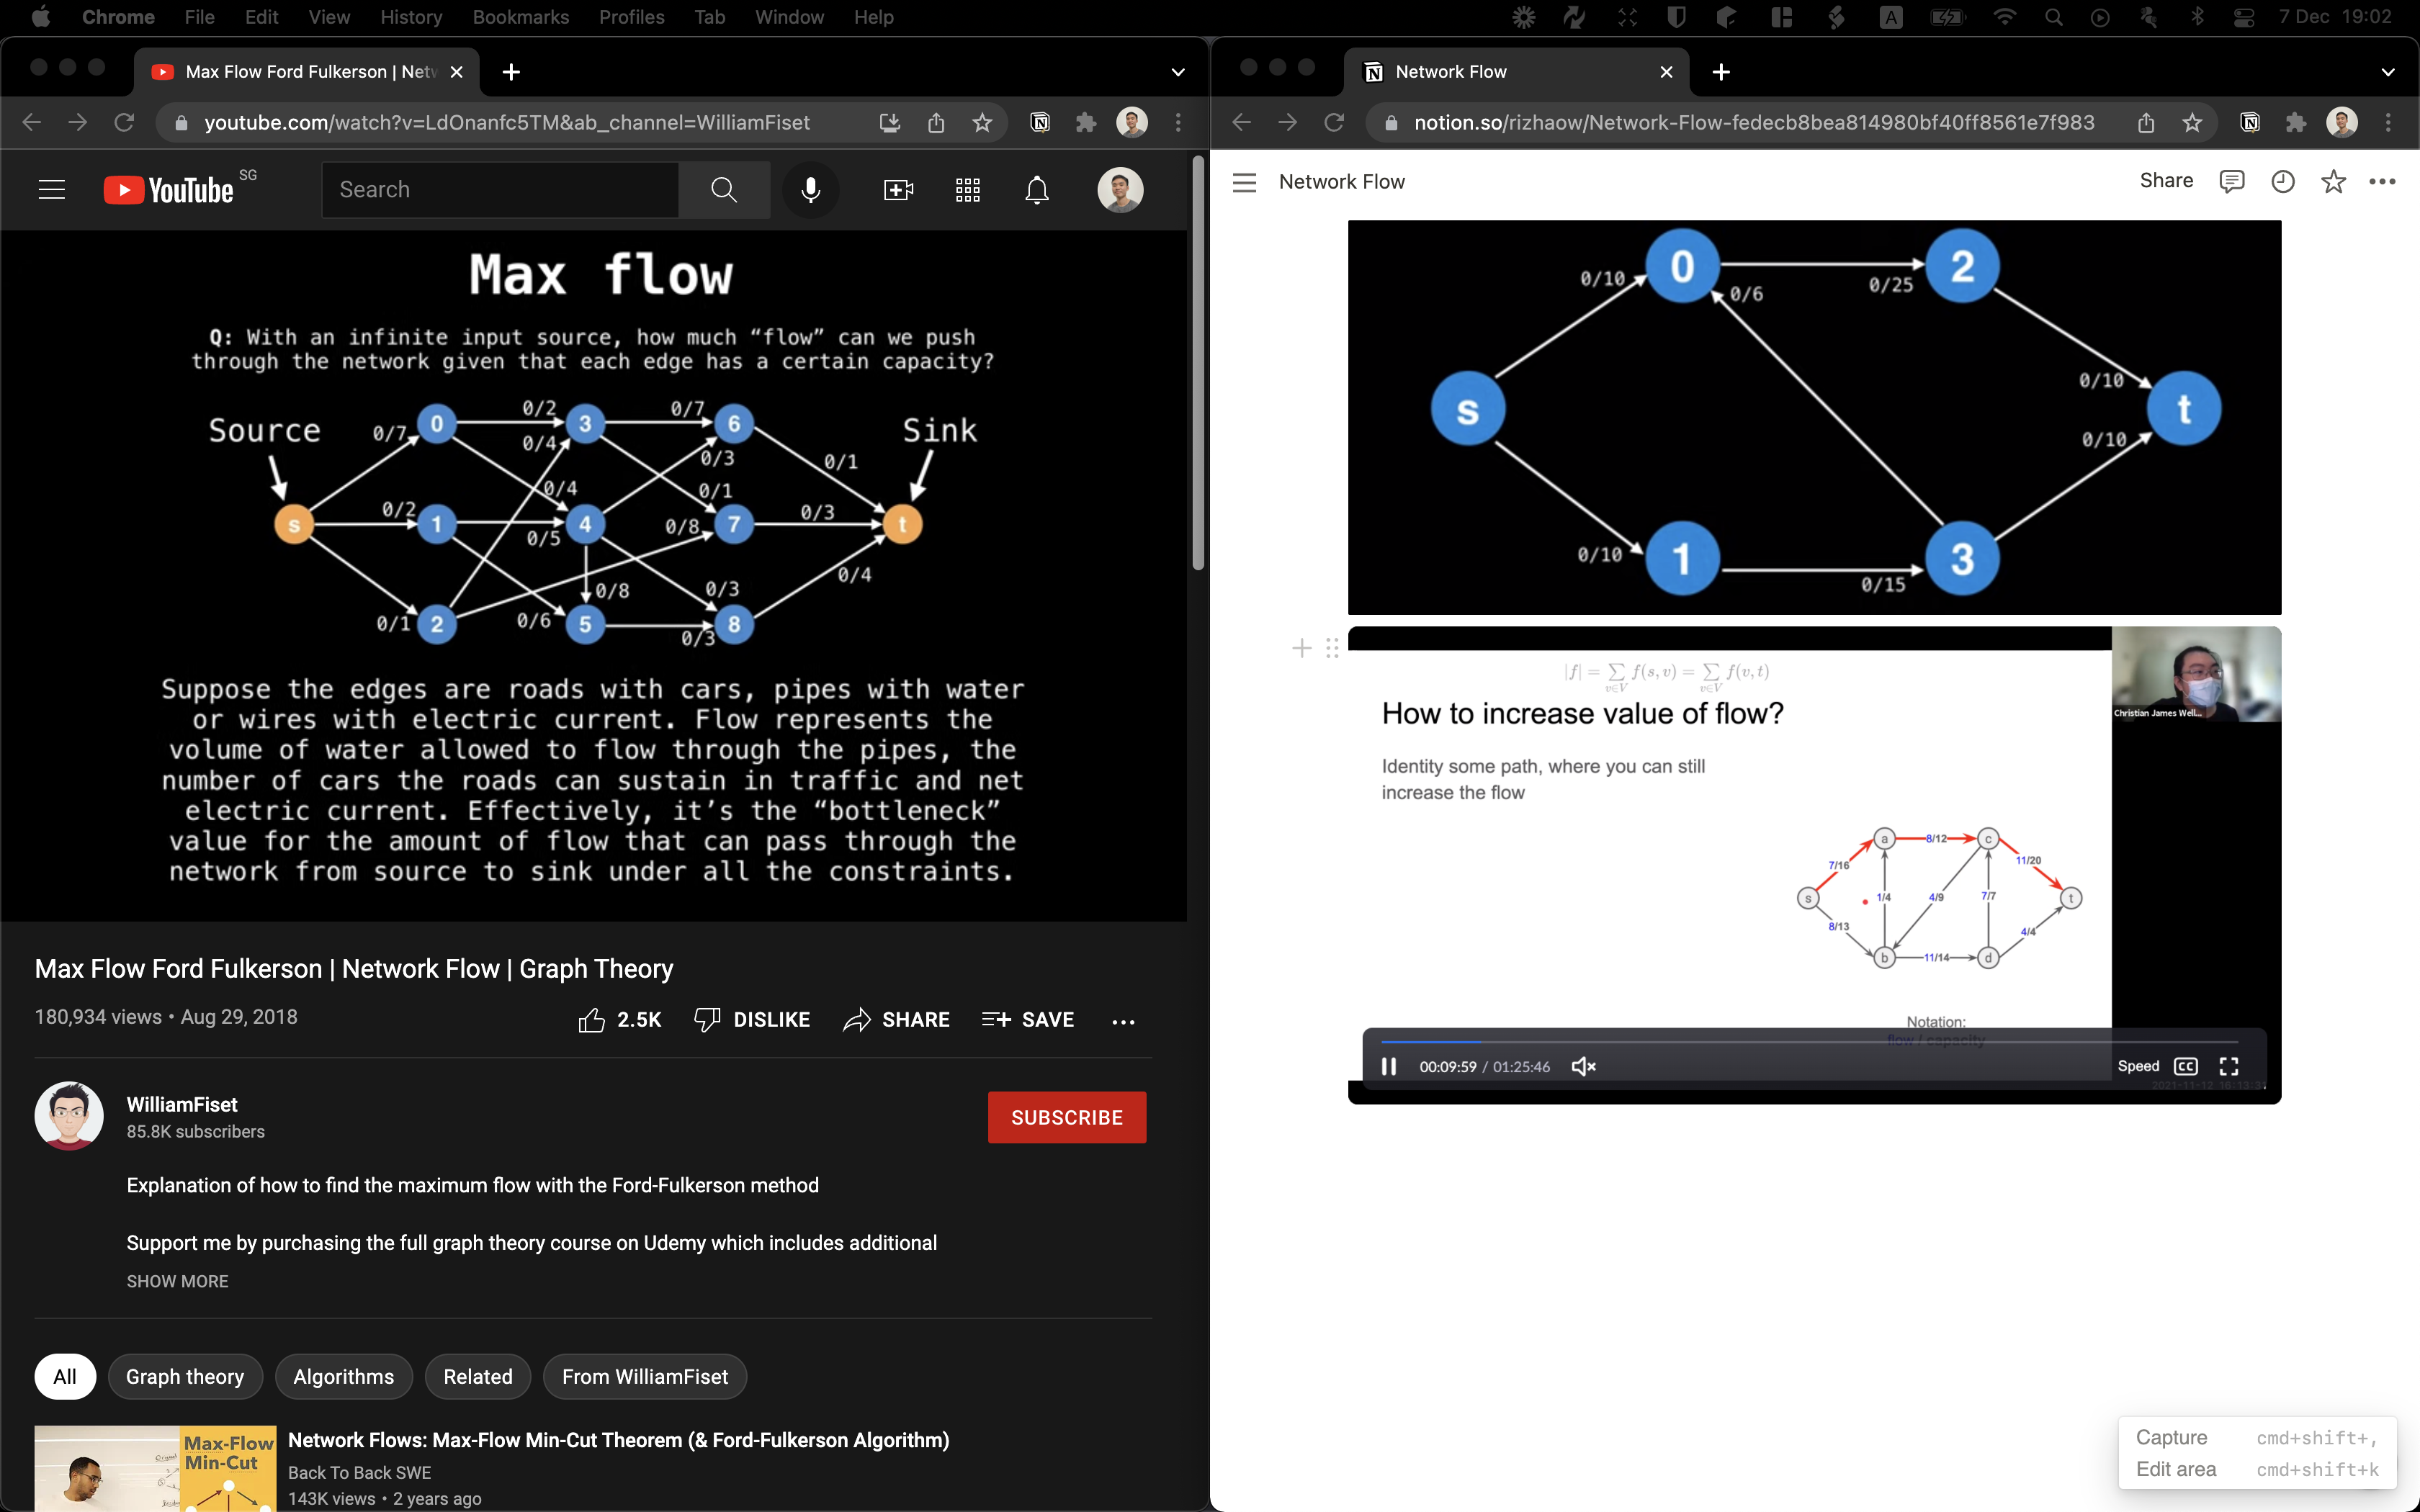 Chrome File Edit View History Bookmarks Profiles Tab Window Help
A
7 Dec 19:02
Max Flow Ford Fulkerson | Netw
youtube.com/watch?v=LdOnanfc5TM&ab_channel=WilliamFiset
YouTube SG
Search
Max flow
Q: With an infinite input source, how much “flow” can we push
through the network given that each edge has a certain capacity?
Source
Sink
0/7
0/2
0/4
0/7
0/3
0/1
0/4
0/1
0/2
0/5
0/8
0/3
0/8
0/3
0/4
0/1
0/6
0/3
s 0 1 2 3 4 5 6 7 8 t
Suppose the edges are roads with cars, pipes with water
or wires with electric current. Flow represents the
volume of water allowed to flow through the pipes, the
number of cars the roads can sustain in traffic and net
electric current. Effectively, it’s the “bottleneck”
value for the amount of flow that can pass through the
network from source to sink under all the constraints.
Max Flow Ford Fulkerson | Network Flow | Graph Theory
180,934 views • Aug 29, 2018
2.5K DISLIKE SHARE SAVE
WilliamFiset
85.8K subscribers
SUBSCRIBE
Explanation of how to find the maximum flow with the Ford-Fulkerson method
Support me by purchasing the full graph theory course on Udemy which includes additional
SHOW MORE
All Graph theory Algorithms Related From WilliamFiset
Max-Flow
Min-Cut
Network Flows: Max-Flow Min-Cut Theorem (& Ford-Fulkerson Algorithm)
Back To Back SWE
143K views • 2 years ago
Network Flow
notion.so/rizhaow/Network-Flow-fedecb8bea814980bf40ff8561e7f983
Network Flow
Share
0/10
0
0/6
0/25
2
s
0/10
t
0/10
0/10
1
0/15
3
|f| = ∑ f(s, v) = ∑ f(v, t)
v∈V v∈V
How to increase value of flow?
Identity some path, where you can still
increase the flow
Christian James Well...
a 8/12 c
7/16
11/20
s 1/4 4/9 7/7 t
8/13
4/4
b 11/14 d
Notation:
flow / capacity
00:09:59 / 01:25:46
Speed CC
Capture cmd+shift+,
Edit area cmd+shift+k